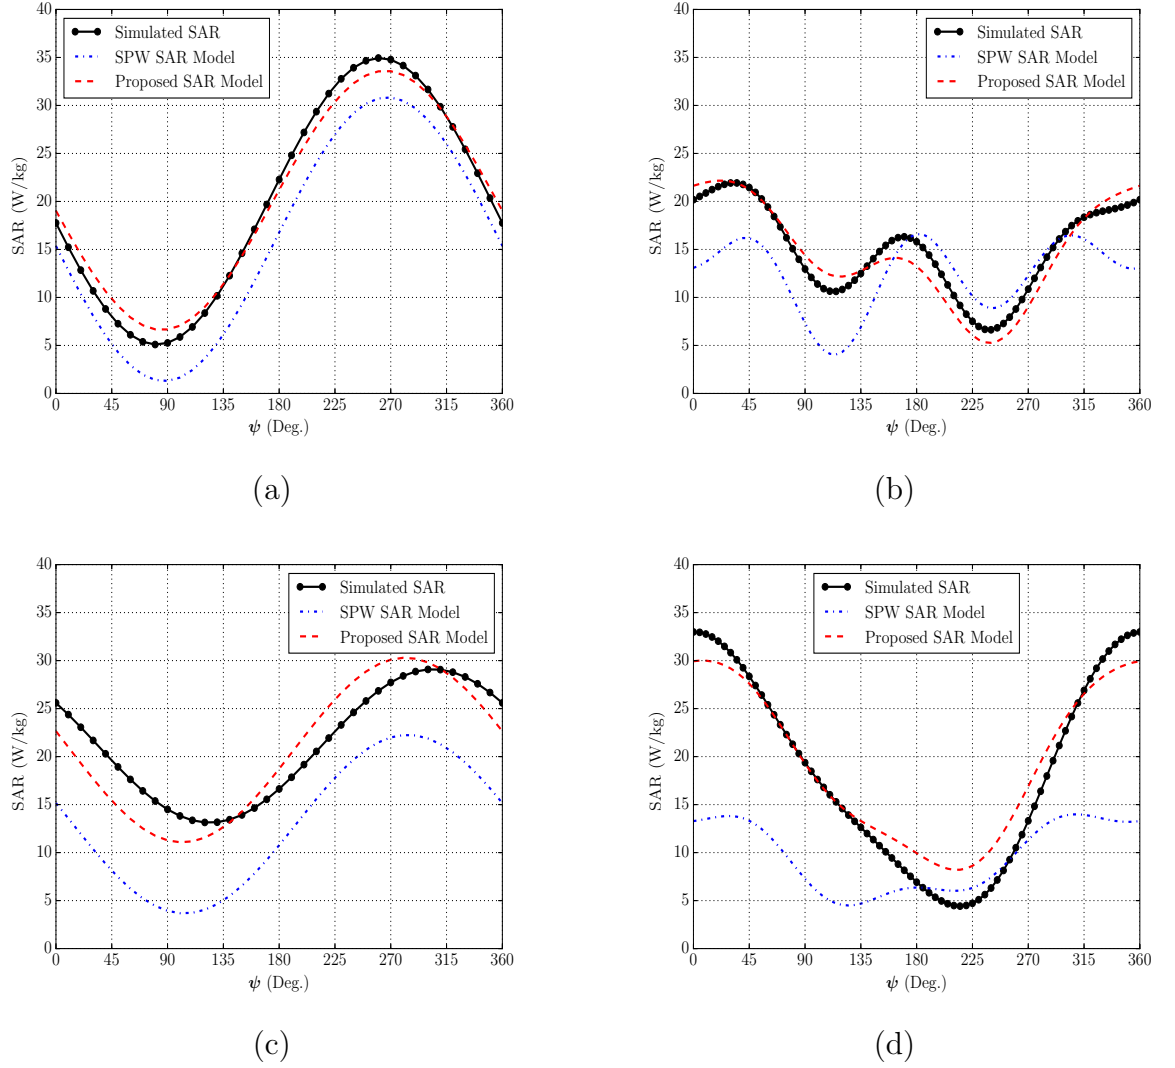 40
35
30
25
20
15
10
5
0
SAR (W/kg)
Simulated SAR
SPW SAR Model
Proposed SAR Model
0 45 90 135 180 225 270 315 360
ψ (Deg.)
(a)
40
35
30
25
20
15
10
5
0
SAR (W/kg)
Simulated SAR
SPW SAR Model
Proposed SAR Model
0 45 90 135 180 225 270 315 360
ψ (Deg.)
(b)
40
35
30
25
20
15
10
5
0
SAR (W/kg)
Simulated SAR
SPW SAR Model
Proposed SAR Model
0 45 90 135 180 225 270 315 360
ψ (Deg.)
(c)
40
35
30
25
20
15
10
5
0
SAR (W/kg)
Simulated SAR
SPW SAR Model
Proposed SAR Model
0 45 90 135 180 225 270 315 360
ψ (Deg.)
(d)